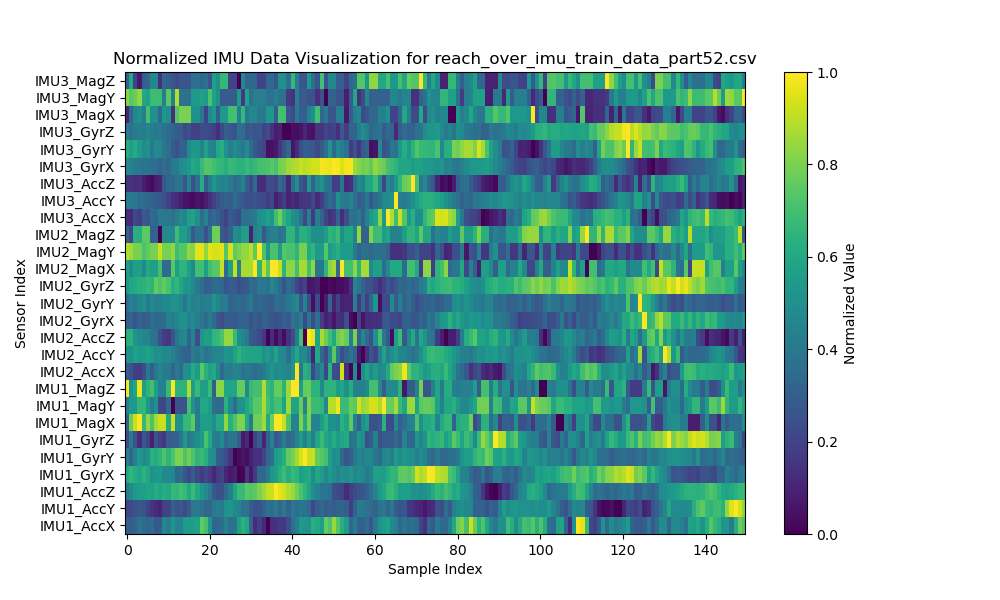 Normalized IMU Data Visualization for reach_over_imu_train_data_part52.csv
Sensor Index
IMU3_MagZ
IMU3_MagY
IMU3_MagX
IMU3_GyrZ
IMU3_GyrY
IMU3_GyrX
IMU3_AccZ
IMU3_AccY
IMU3_AccX
IMU2_MagZ
IMU2_MagY
IMU2_MagX
IMU2_GyrZ
IMU2_GyrY
IMU2_GyrX
IMU2_AccZ
IMU2_AccY
IMU2_AccX
IMU1_MagZ
IMU1_MagY
IMU1_MagX
IMU1_GyrZ
IMU1_GyrY
IMU1_GyrX
IMU1_AccZ
IMU1_AccY
IMU1_AccX
0 20 40 60 80 100 120 140
Sample Index
1.0
0.8
0.6
0.4
0.2
0.0
Normalized Value